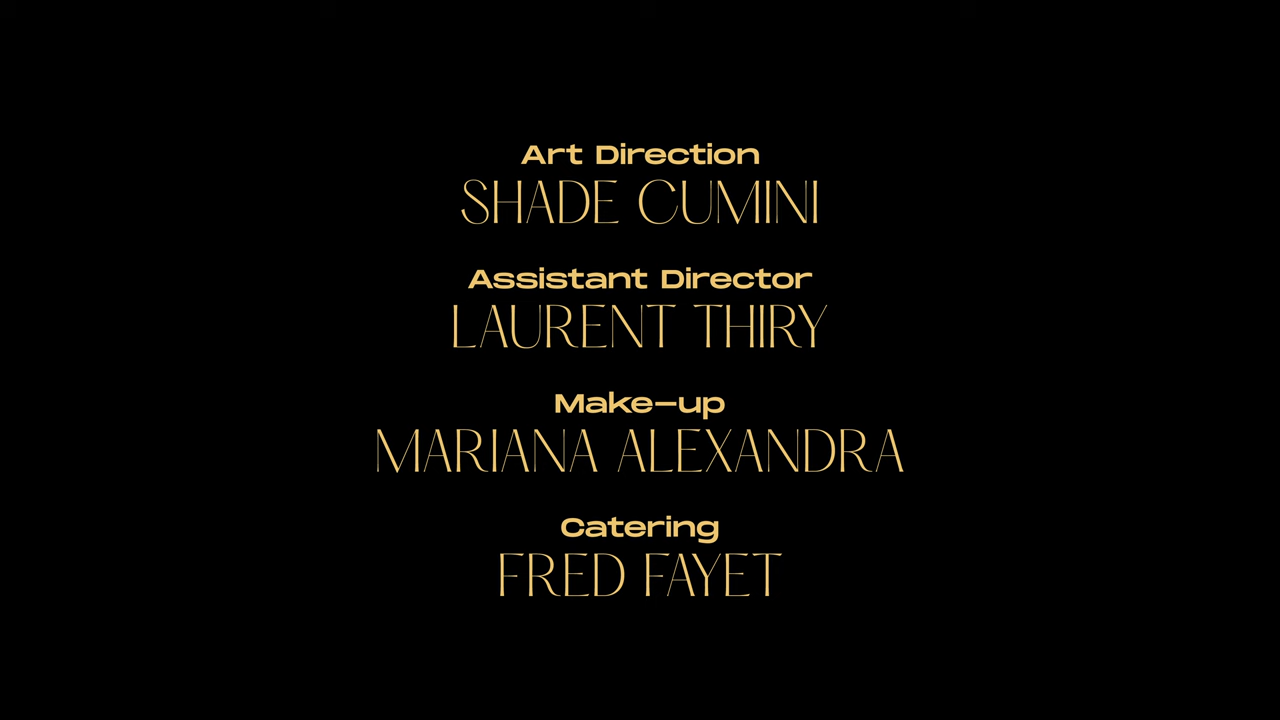 Art Direction
SHADE CUMINI
Assistant Director
LAURENT THIRY
Make-up
MARIANA ALEXANDRA
Catering
FRED FAYET